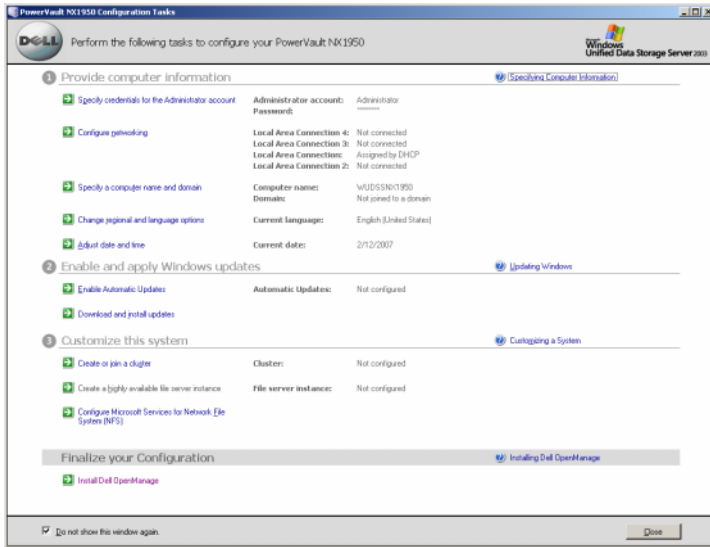 PowerVault NX1950 Configuration Tasks
DELL
Perform the following tasks to configure your PowerVault NX1950
Microsoft
Windows
Unified Data Storage Server 2003
1 Provide computer information
Specifying Computer Information
Specify credentials for the Administrator account
Administrator account: Administrator
Password: ********
Configure networking
Local Area Connection 4: Not connected
Local Area Connection 3: Not connected
Local Area Connection: Assigned by DHCP
Local Area Connection 2: Not connected
Specify a computer name and domain
Computer name: WUDSSNX1950
Domain: Not joined to a domain
Change regional and language options
Current language: English (United States)
Adjust date and time
Current date: 2/12/2007
2 Enable and apply Windows updates
Updating Windows
Enable Automatic Updates
Automatic Updates: Not configured
Download and install updates
3 Customize this system
Customizing a System
Create or join a cluster
Cluster: Not configured
Create a highly available file server instance
File server instance: Not configured
Configure Microsoft Services for Network File
System (NFS)
Finalize your Configuration
Installing Dell OpenManage
Install Dell OpenManage
Do not show this window again.
Close